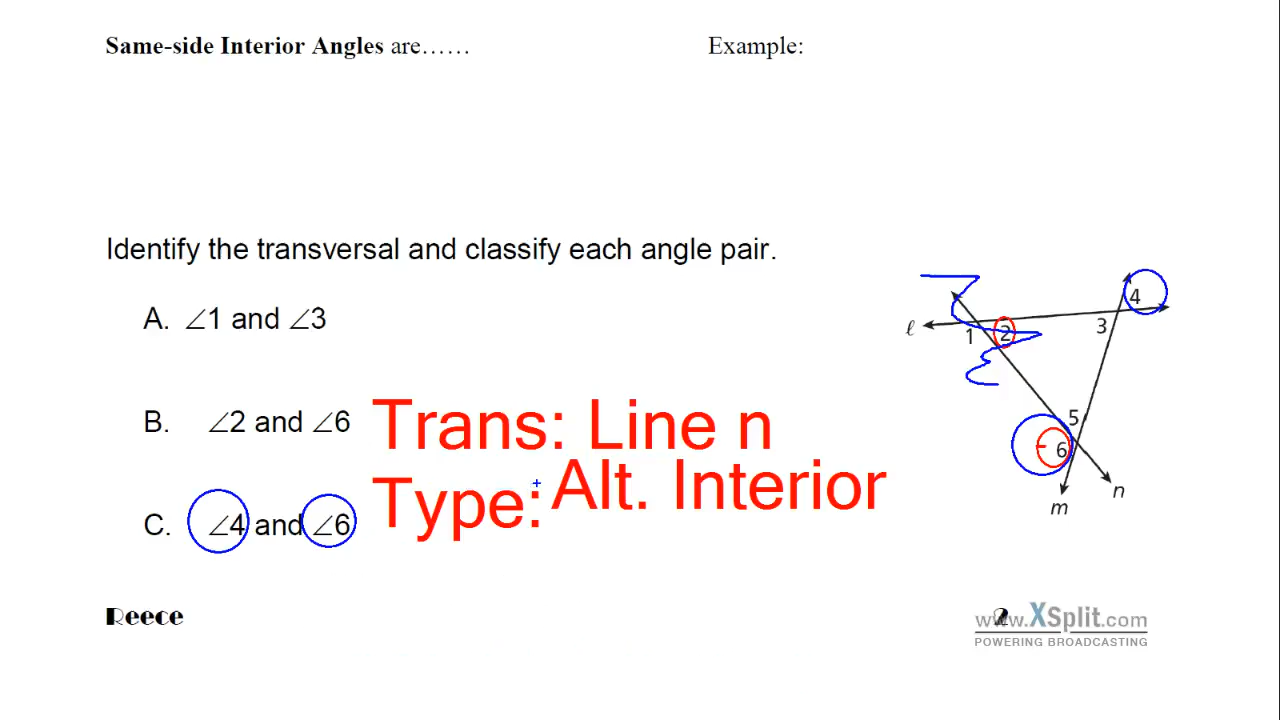 Same-side Interior Angles are…… Example:
Identify the transversal and classify each angle pair.
A. ∠1 and ∠3
B. ∠2 and ∠6
Trans: Line n
Type: Alt. Interior
C. ∠4 and ∠6
4
ℓ 1 2 3
5
6
n
m
Reece 2
www.XSplit.com
POWERING BROADCASTING